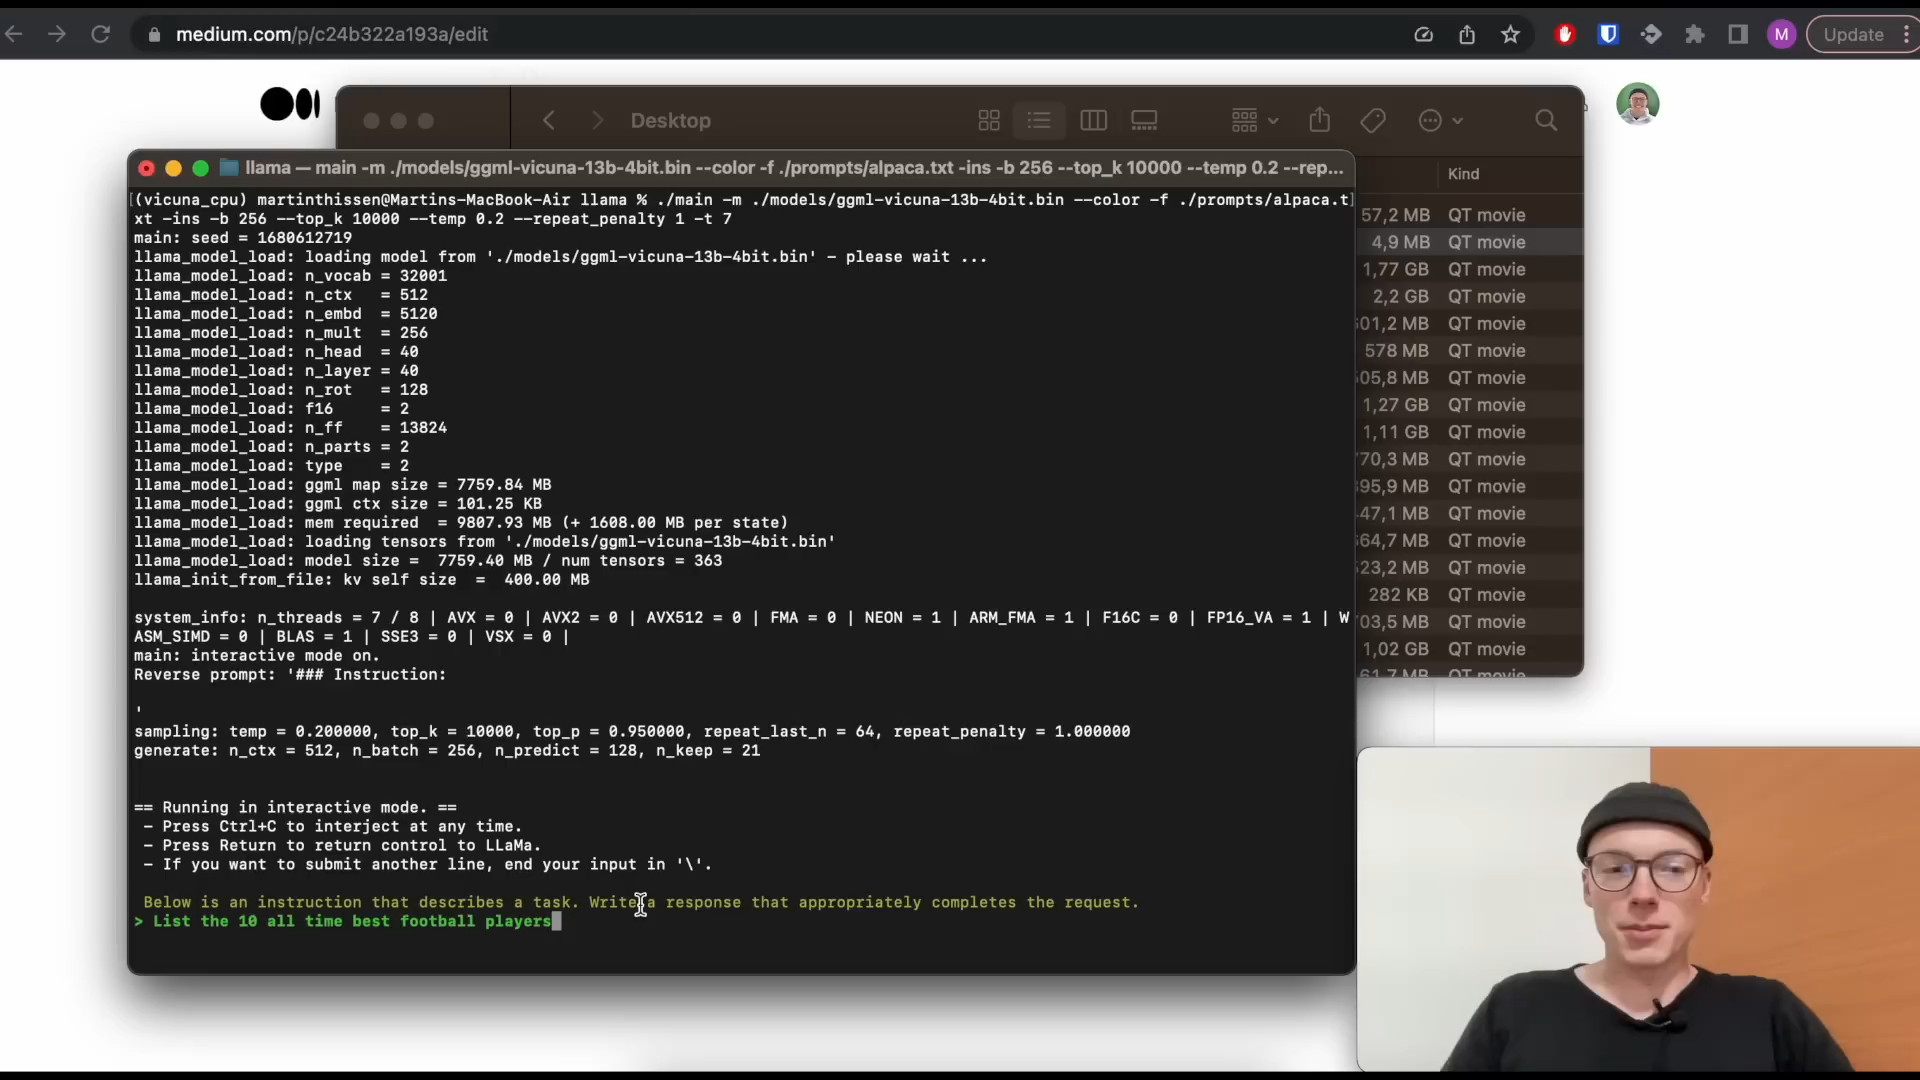 medium.com/p/c24b322a193a/edit
M
Update
Desktop
Kind
llama — main -m ./models/ggml-vicuna-13b-4bit.bin --color -f ./prompts/alpaca.txt -ins -b 256 --top_k 10000 --temp 0.2 --rep...
[(vicuna_cpu) martinthissen@Martins-MacBook-Air llama % ./main -m ./models/ggml-vicuna-13b-4bit.bin --color -f ./prompts/alpaca.t]
xt -ins -b 256 --top_k 10000 --temp 0.2 --repeat_penalty 1 -t 7
main: seed = 1680612719
llama_model_load: loading model from './models/ggml-vicuna-13b-4bit.bin' - please wait ...
llama_model_load: n_vocab = 32001
llama_model_load: n_ctx   = 512
llama_model_load: n_embd  = 5120
llama_model_load: n_mult  = 256
llama_model_load: n_head  = 40
llama_model_load: n_layer = 40
llama_model_load: n_rot   = 128
llama_model_load: f16     = 2
llama_model_load: n_ff    = 13824
llama_model_load: n_parts = 2
llama_model_load: type    = 2
llama_model_load: ggml map size = 7759.84 MB
llama_model_load: ggml ctx size = 101.25 KB
llama_model_load: mem required  = 9807.93 MB (+ 1608.00 MB per state)
llama_model_load: loading tensors from './models/ggml-vicuna-13b-4bit.bin'
llama_model_load: model size =  7759.40 MB / num tensors = 363
llama_init_from_file: kv self size  =  400.00 MB
system_info: n_threads = 7 / 8 | AVX = 0 | AVX2 = 0 | AVX512 = 0 | FMA = 0 | NEON = 1 | ARM_FMA = 1 | F16C = 0 | FP16_VA = 1 | W
ASM_SIMD = 0 | BLAS = 1 | SSE3 = 0 | VSX = 0 |
main: interactive mode on.
Reverse prompt: '### Instruction:
'
sampling: temp = 0.200000, top_k = 10000, top_p = 0.950000, repeat_last_n = 64, repeat_penalty = 1.000000
generate: n_ctx = 512, n_batch = 256, n_predict = 128, n_keep = 21
== Running in interactive mode. ==
- Press Ctrl+C to interject at any time.
- Press Return to return control to LLaMa.
- If you want to submit another line, end your input in '\'.
Below is an instruction that describes a task. Write a response that appropriately completes the request.
> List the 10 all time best football players
57,2 MB QT movie
4,9 MB QT movie
1,77 GB QT movie
2,2 GB QT movie
01,2 MB QT movie
578 MB QT movie
05,8 MB QT movie
1,27 GB QT movie
1,11 GB QT movie
70,3 MB QT movie
95,9 MB QT movie
47,1 MB QT movie
64,7 MB QT movie
23,2 MB QT movie
282 KB QT movie
03,5 MB QT movie
1,02 GB QT movie
61,7 MB QT movie